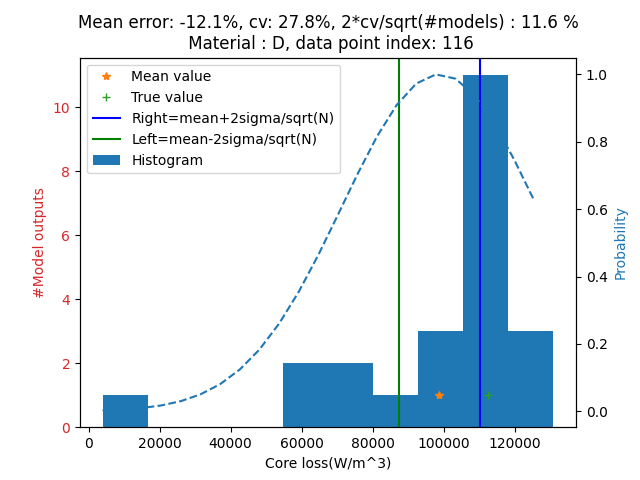 Mean error: -12.1%, cv: 27.8%, 2*cv/sqrt(#models) : 11.6 %
Material : D, data point index: 116
Mean value
True value
Right=mean+2sigma/sqrt(N)
Left=mean-2sigma/sqrt(N)
Histogram
#Model outputs
10
8
6
4
2
0
1.0
0.8
0.6
0.4
0.2
0.0
Probability
0 20000 40000 60000 80000 100000 120000
Core loss(W/m^3)